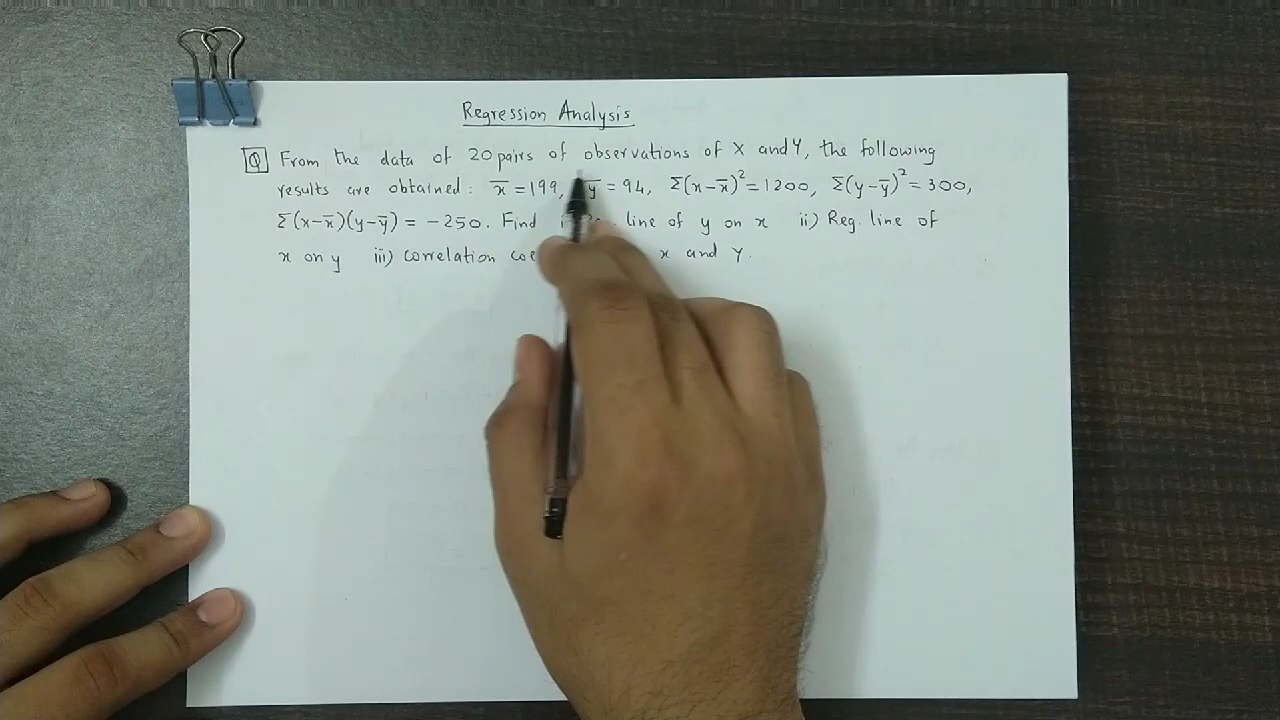 Regression Analysis
Q From the data of 20 pairs of observations of X and Y, the following
results are obtained: x̄ = 199, ȳ = 94, Σ(x-x̄)² = 1200, Σ(y-ȳ)² = 300,
Σ(x-x̄)(y-ȳ) = -250. Find line of y on x ii) Reg. line of
x on y iii) correlation x and Y.